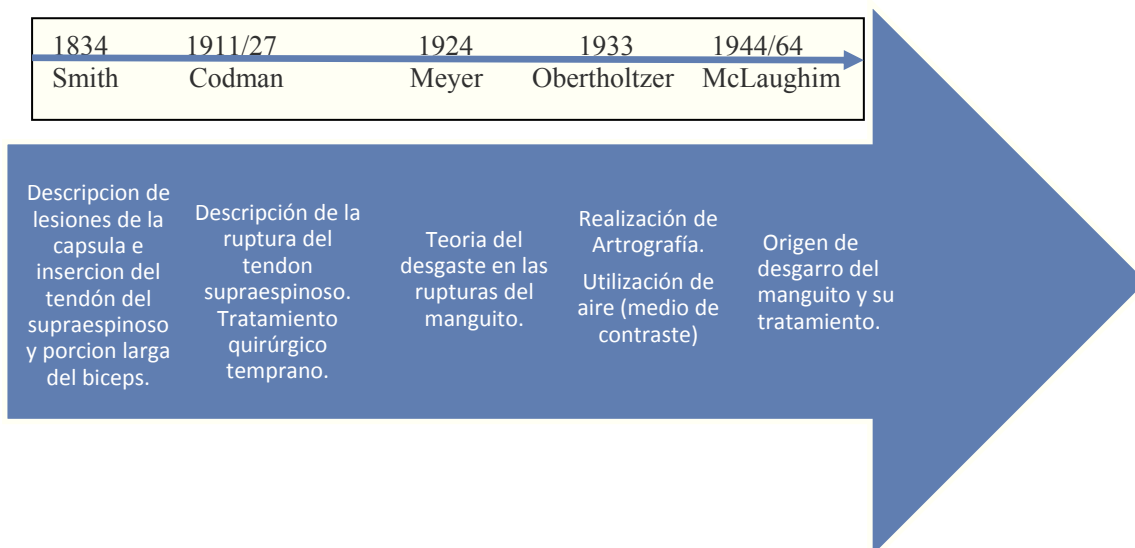 1834 1911/27 1924 1933 1944/64
Smith Codman Meyer Obertholtzer McLaughim
Descripcion de
lesiones de la
capsula e
insercion del
tendón del
supraespinoso
y porcion larga
del biceps.
Descripción de la
ruptura del
tendon
supraespinoso.
Tratamiento
quirúrgico
temprano.
Teoria del
desgaste en las
rupturas del
manguito.
Realización de
Artrografía.
Utilización de
aire (medio de
contraste)
Origen de
desgarro del
manguito y su
tratamiento.